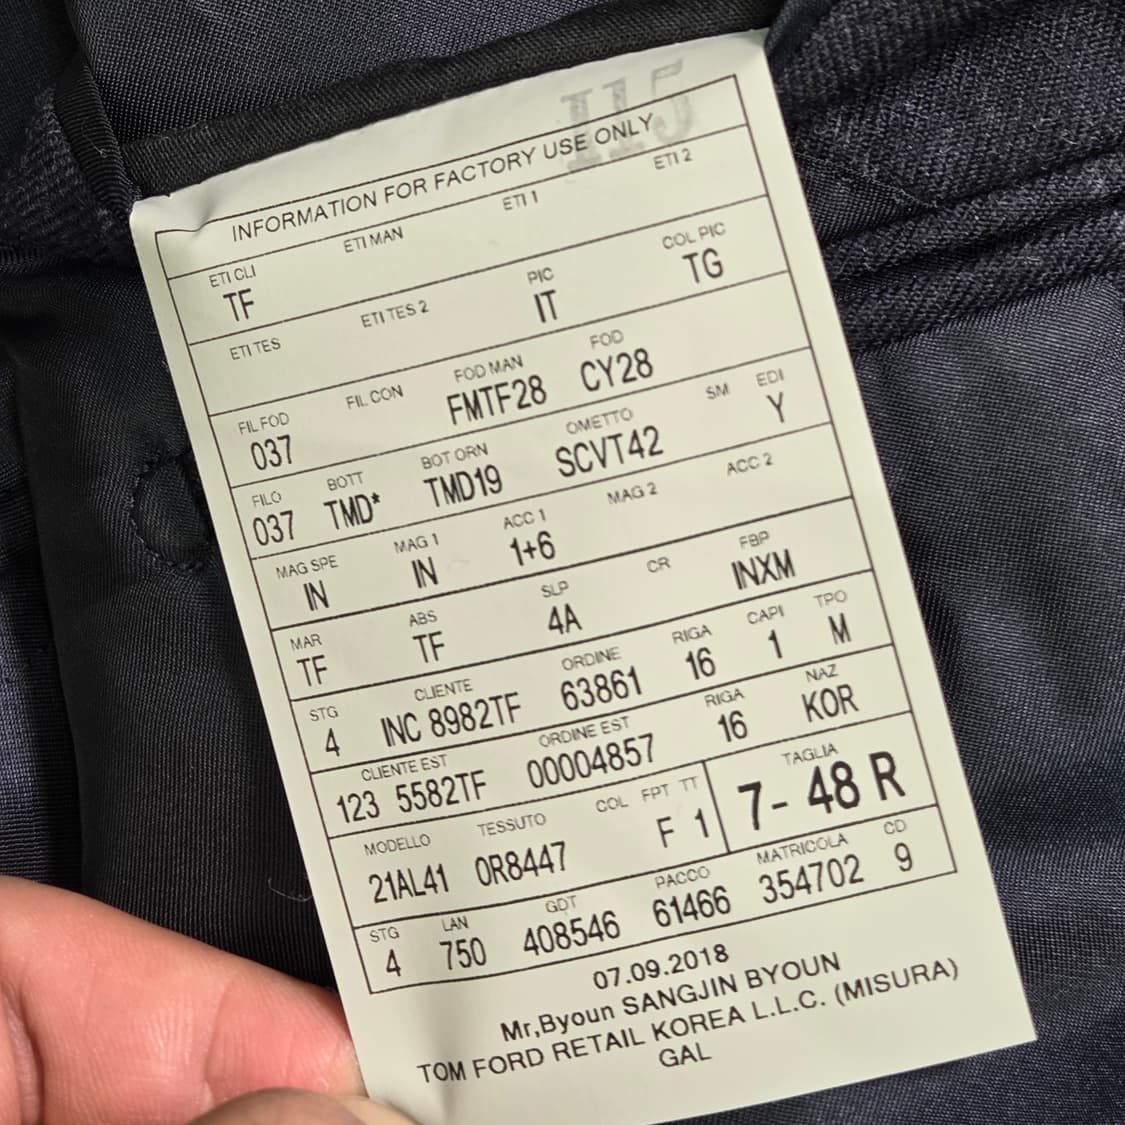 115
INFORMATION FOR FACTORY USE ONLY
ETI CLI ETI MAN ETI 1 ETI 2
TF
ETI TES ETI TES 2 PIC COL PIC
IT TG
FIL FOD FIL CON FOD MAN FOD
037 FMTF28 CY28
FILO BOTT BOT ORN OMETTO SM EDI
037 TMD* TMD19 SCVT42 Y
MAG SPE MAG 1 ACC 1 MAG 2 ACC 2
IN IN 1+6
MAR ABS SLP CR FBP
TF TF 4A INXM
STG CLIENTE ORDINE RIGA CAPI TPO
4 INC 8982TF 63861 16 1 M
CLIENTE EST ORDINE EST RIGA NAZ
123 5582TF 00004857 16 KOR
MODELLO TESSUTO COL FPT TT TAGLIA
21AL41 0R8447 F 1 7- 48 R
STG LAN GDT PACCO MATRICOLA CD
4 750 408546 61466 354702 9
07.09.2018
Mr,Byoun SANGJIN BYOUN
TOM FORD RETAIL KOREA L.L.C. (MISURA)
GAL